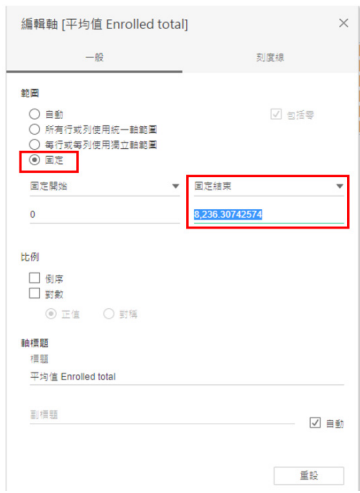 編輯軸 [平均值 Enrolled total]
一般 刻度線
範圍
自動 包括零
所有行或列使用統一軸範圍
每行或每列使用獨立軸範圍
固定
固定開始 固定結束
0 8,236.30742574
比例
倒序
對數
正值 對稱
軸標題
標題
平均值 Enrolled total
副標題
自動
重設